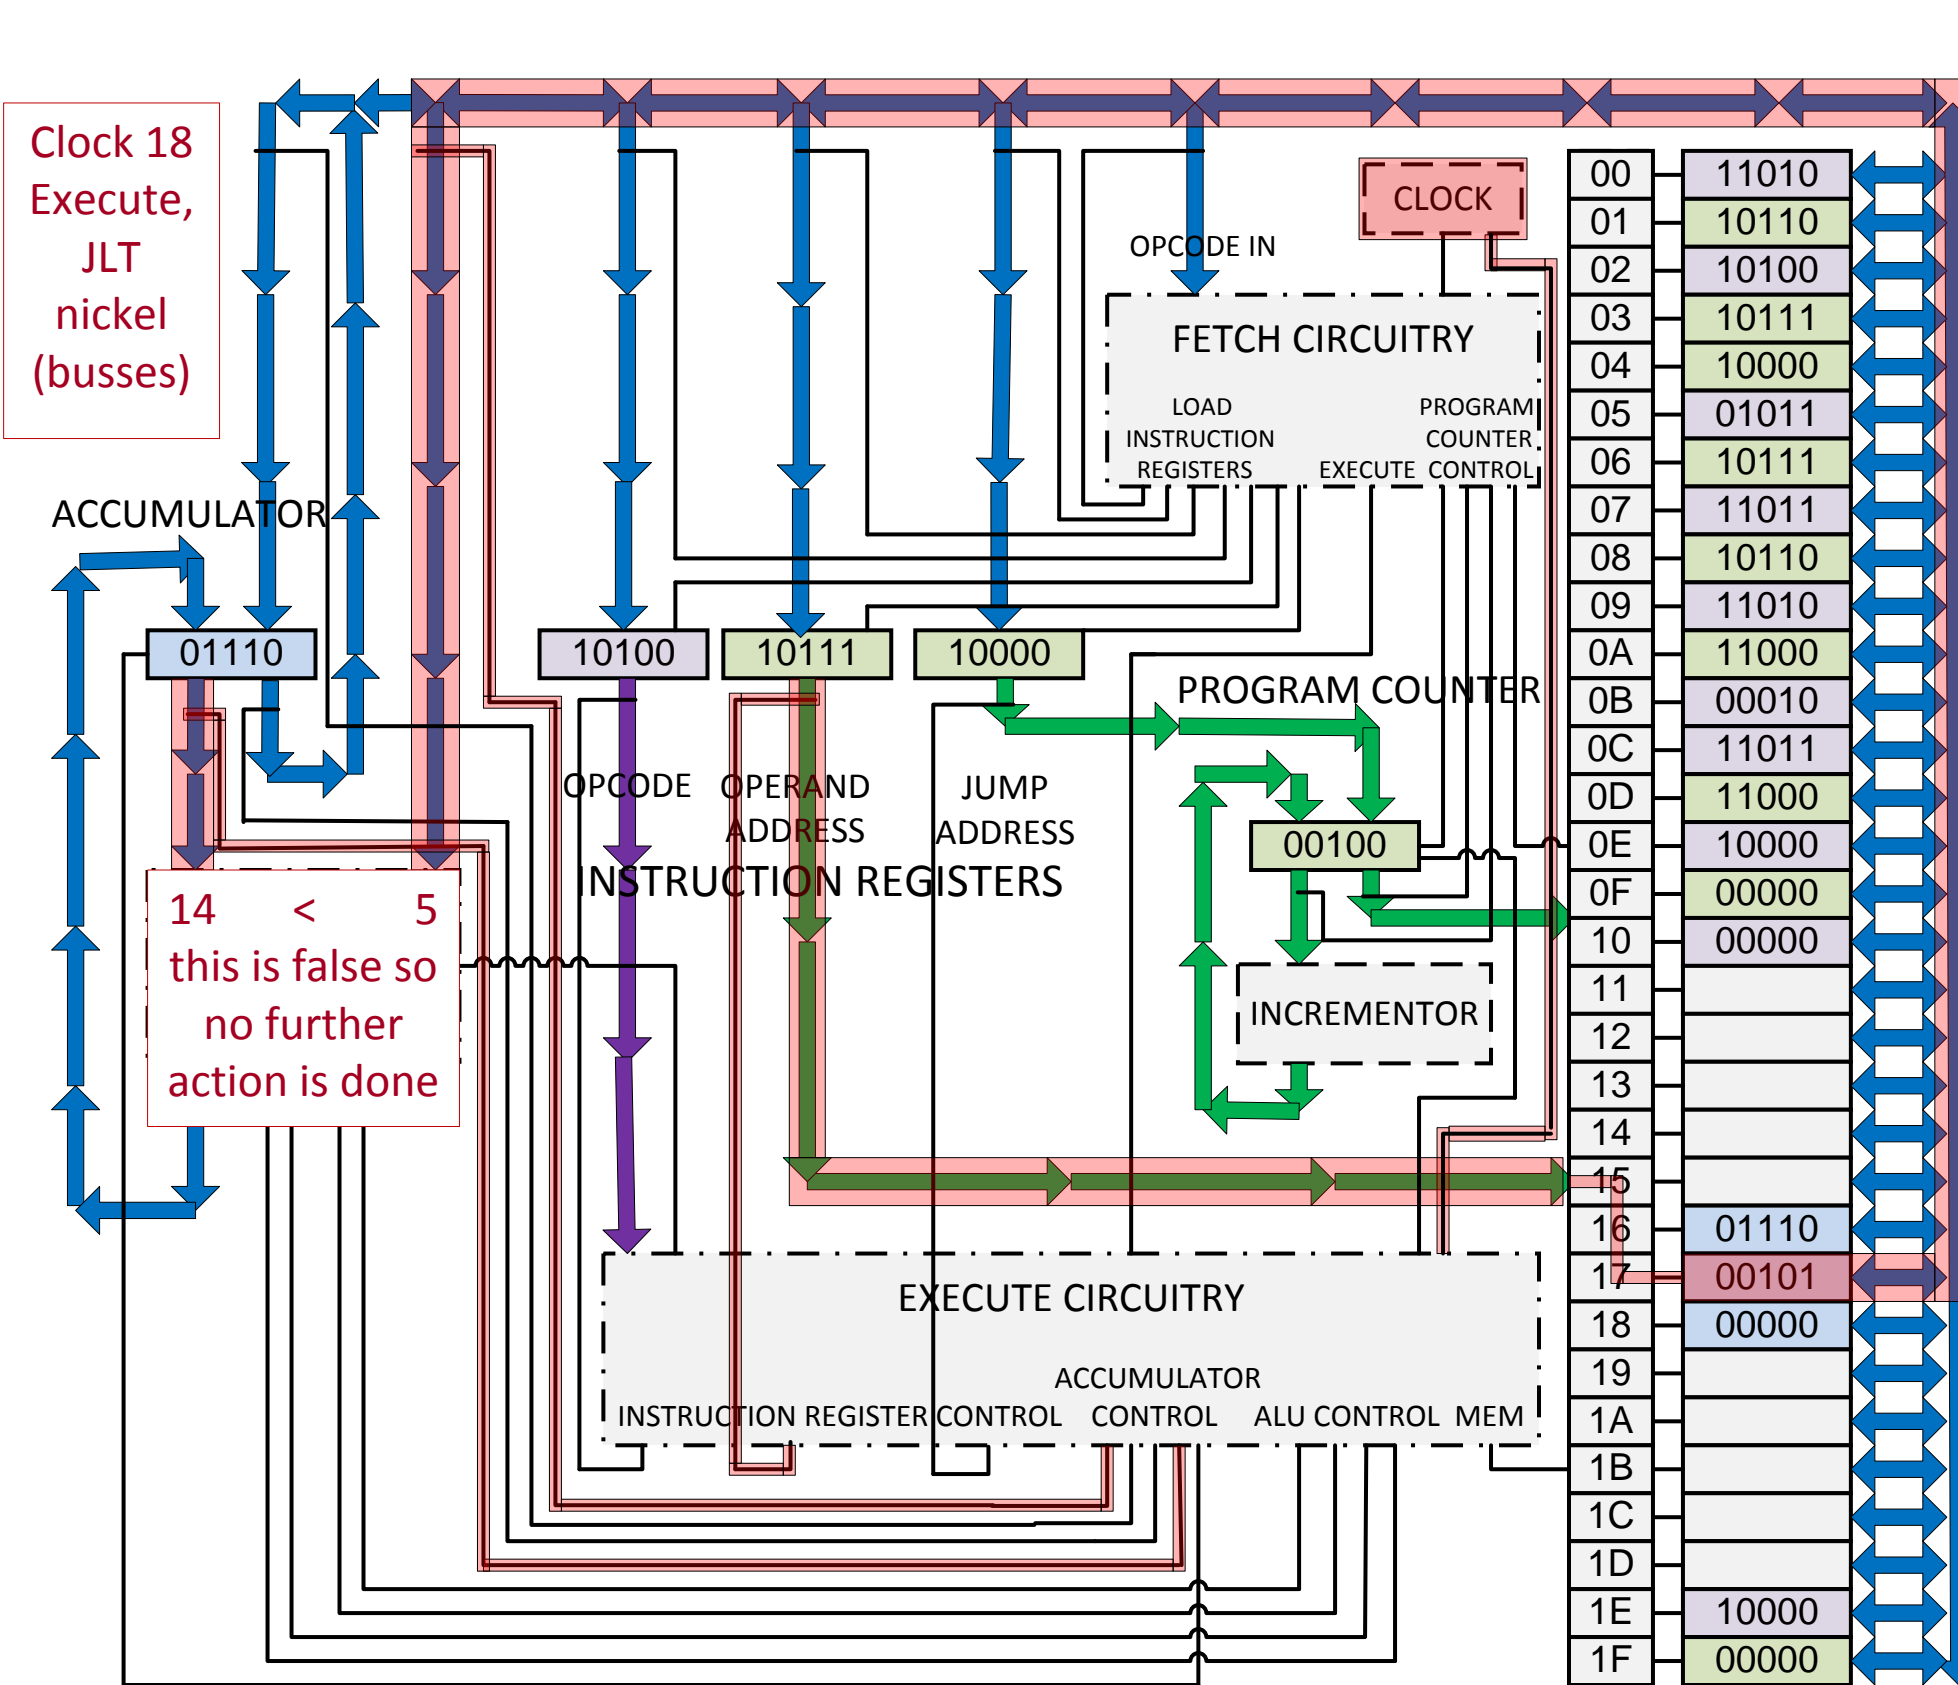 Clock 18
Execute,
JLT
nickel
(busses)
CLOCK
OPCODE IN
FETCH CIRCUITRY
LOAD
INSTRUCTION
REGISTERS
EXECUTE
PROGRAM
COUNTER
CONTROL
ACCUMULATOR
01110
10100
10111
10000
PROGRAM COUNTER
OPCODE
OPERAND
ADDRESS
JUMP
ADDRESS
INSTRUCTION REGISTERS
00100
INCREMENTOR
14 < 5
this is false so
no further
action is done
EXECUTE CIRCUITRY
INSTRUCTION REGISTER CONTROL
ACCUMULATOR
CONTROL
ALU CONTROL
MEM
00 11010
01 10110
02 10100
03 10111
04 10000
05 01011
06 10111
07 11011
08 10110
09 11010
0A 11000
0B 00010
0C 11011
0D 11000
0E 10000
0F 00000
10 00000
11
12
13
14
15
16 01110
17 00101
18 00000
19
1A
1B
1C
1D
1E 10000
1F 00000